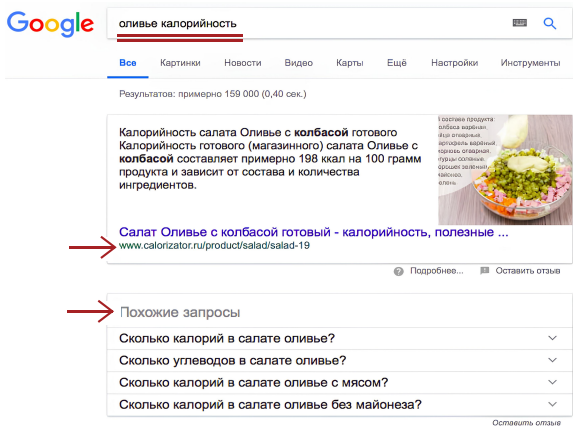 Google
оливье калорийность
Все Картинки Новости Видео Карты Ещё Настройки Инструменты
Результатов: примерно 159 000 (0,40 сек.)
Калорийность салата Оливье с колбасой готового
Калорийность готового (магазинного) салата Оливье с
колбасой составляет примерно 198 ккал на 100 грамм
продукта и зависит от состава и количества
ингредиентов.
Салат Оливье с колбасой готовый - калорийность, полезные ...
www.calorizator.ru/product/salad/salad-19
Подробнее... Оставить отзыв
Похожие запросы
Сколько калорий в салате оливье?
Сколько углеводов в салате оливье?
Сколько калорий в салате оливье с мясом?
Сколько калорий в салате оливье без майонеза?
Оставить отзыв